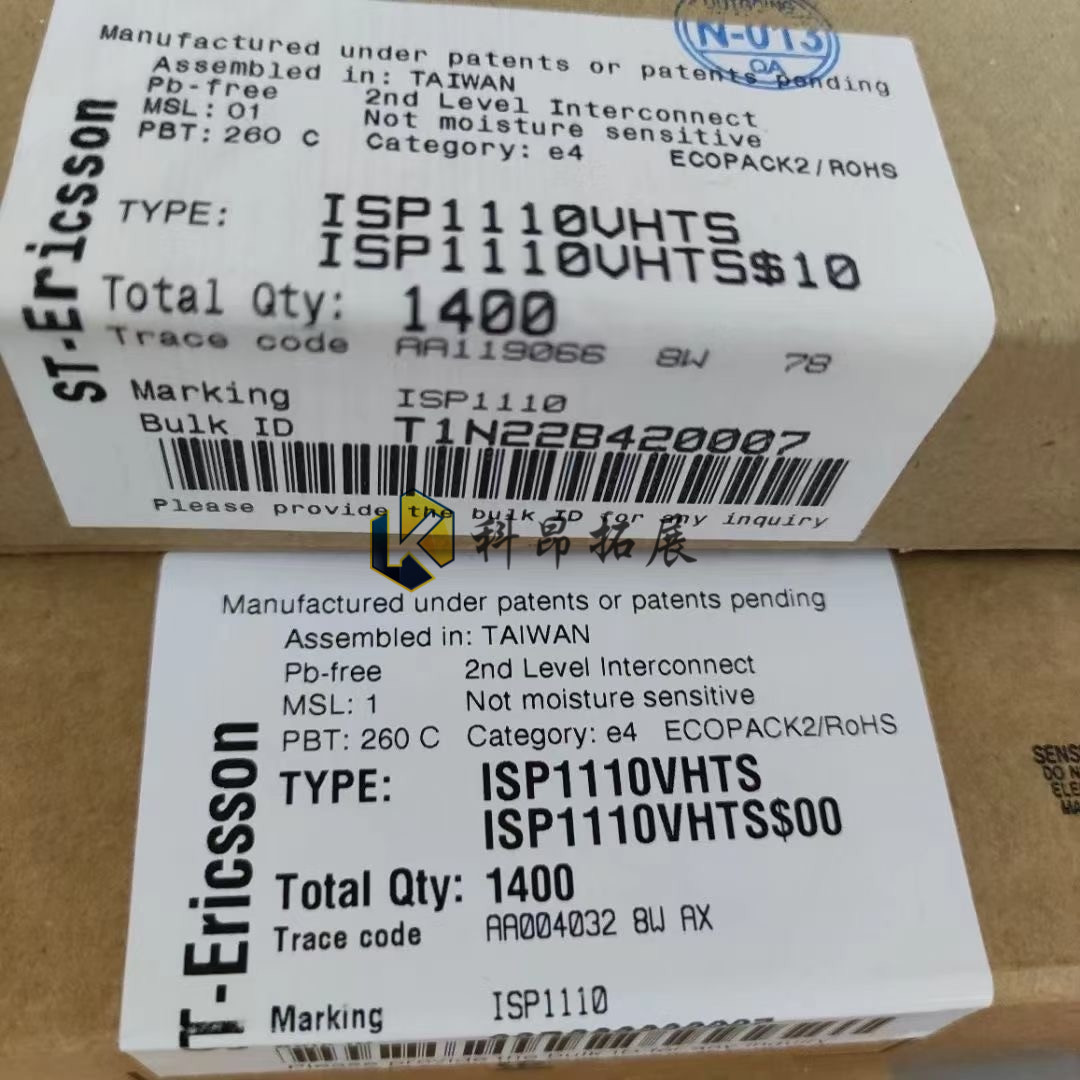 N-013
QA
Manufactured under patents or patents pending
Assembled in: TAIWAN
Pb-free 2nd Level Interconnect
MSL: 01 Not moisture sensitive
PBT: 260 C Category: e4 ECOPACK2/ROHS
ST-Ericsson
TYPE: ISP1110VHTS
ISP1110VHTS$10
Total Qty: 1400
Trace code AA119066 8W 78
Marking ISP1110
Bulk ID T1N22B420007
Please provide the bulk ID for any inquiry
科昂拓展
Manufactured under patents or patents pending
Assembled in: TAIWAN
Pb-free 2nd Level Interconnect
MSL: 1 Not moisture sensitive
PBT: 260 C Category: e4 ECOPACK2/RoHS
T-Ericsson
TYPE: ISP1110VHTS
ISP1110VHTS$00
Total Qty: 1400
Trace code AA004032 8W AX
Marking ISP1110
SENS
DO N
ELE